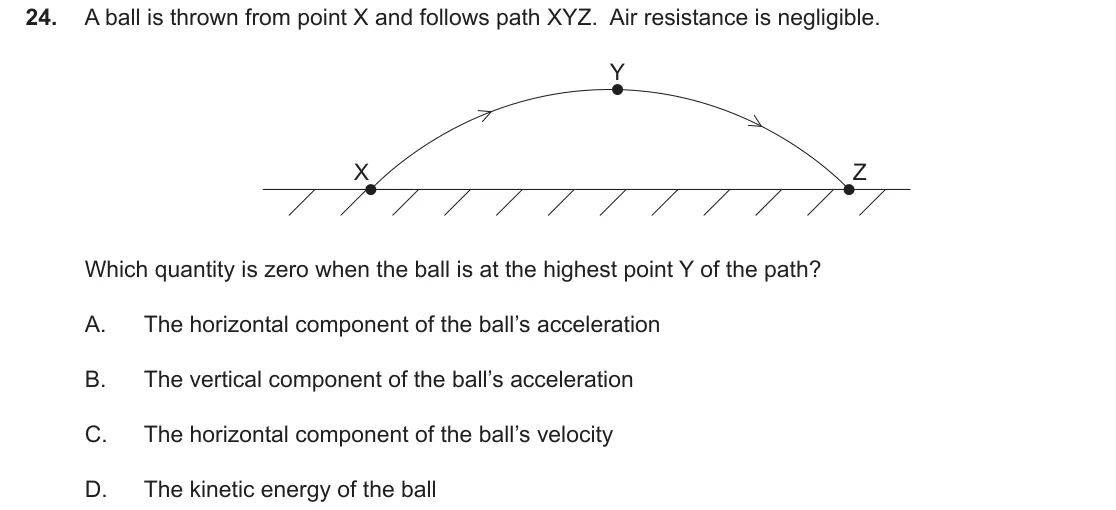 24. A ball is thrown from point X and follows path XYZ. Air resistance is negligible.
Y
X
Z
Which quantity is zero when the ball is at the highest point Y of the path?
A. The horizontal component of the ball’s acceleration
B. The vertical component of the ball’s acceleration
C. The horizontal component of the ball’s velocity
D. The kinetic energy of the ball